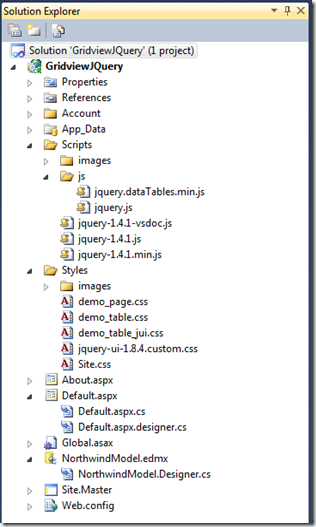 Solution Explorer
Solution 'GridviewJQuery' (1 project)
GridviewJQuery
Properties
References
Account
App_Data
Scripts
images
js
jquery.dataTables.min.js
jquery.js
jquery-1.4.1-vsdoc.js
jquery-1.4.1.js
jquery-1.4.1.min.js
Styles
images
demo_page.css
demo_table.css
demo_table_jui.css
jquery-ui-1.8.4.custom.css
Site.css
About.aspx
Default.aspx
Default.aspx.cs
Default.aspx.designer.cs
Global.asax
NorthwindModel.edmx
NorthwindModel.Designer.cs
Site.Master
Web.config